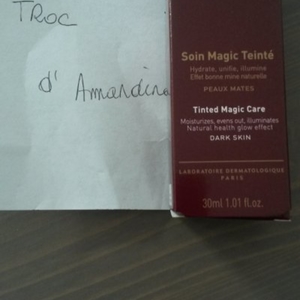 TROC
d' Amandine
Soin Magic Teinté
Hydrate, unifie, illumine
Effet bonne mine naturelle
PEAUX MATES
Tinted Magic Care
Moisturizes, evens out, illuminates
Natural health glow effect
DARK SKIN
LABORATOIRE DERMATOLOGIQUE
PARIS
30ml 1.01 fl.oz.